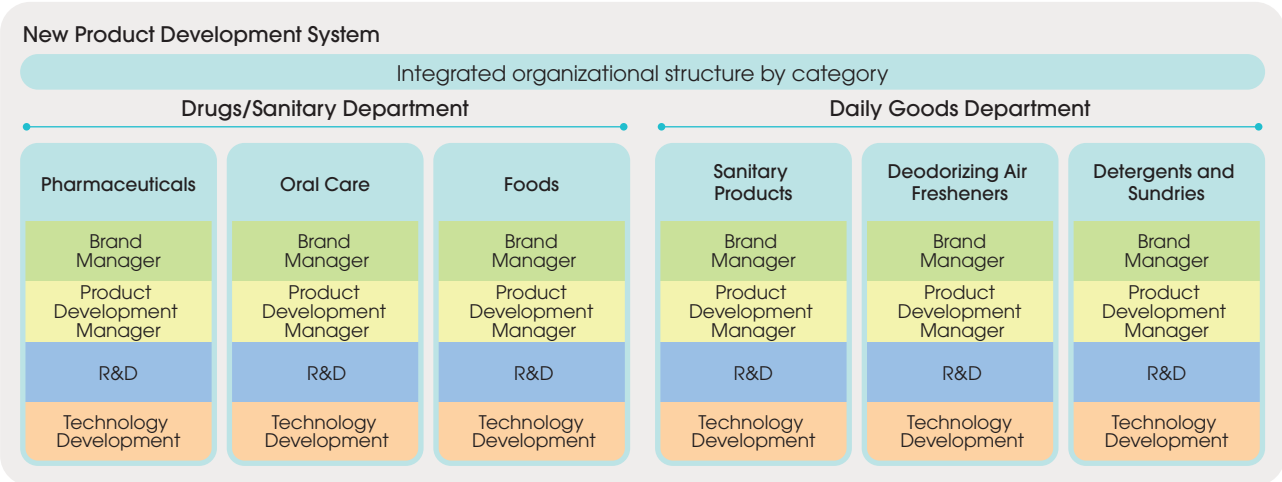 New Product Development System
Integrated organizational structure by category
Drugs/Sanitary Department
Daily Goods Department
Pharmaceuticals
Brand
Manager
Product
Development
Manager
R&D
Technology
Development
Oral Care
Brand
Manager
Product
Development
Manager
R&D
Technology
Development
Foods
Brand
Manager
Product
Development
Manager
R&D
Technology
Development
Sanitary
Products
Brand
Manager
Product
Development
Manager
R&D
Technology
Development
Deodorizing Air
Fresheners
Brand
Manager
Product
Development
Manager
R&D
Technology
Development
Detergents and
Sundries
Brand
Manager
Product
Development
Manager
R&D
Technology
Development